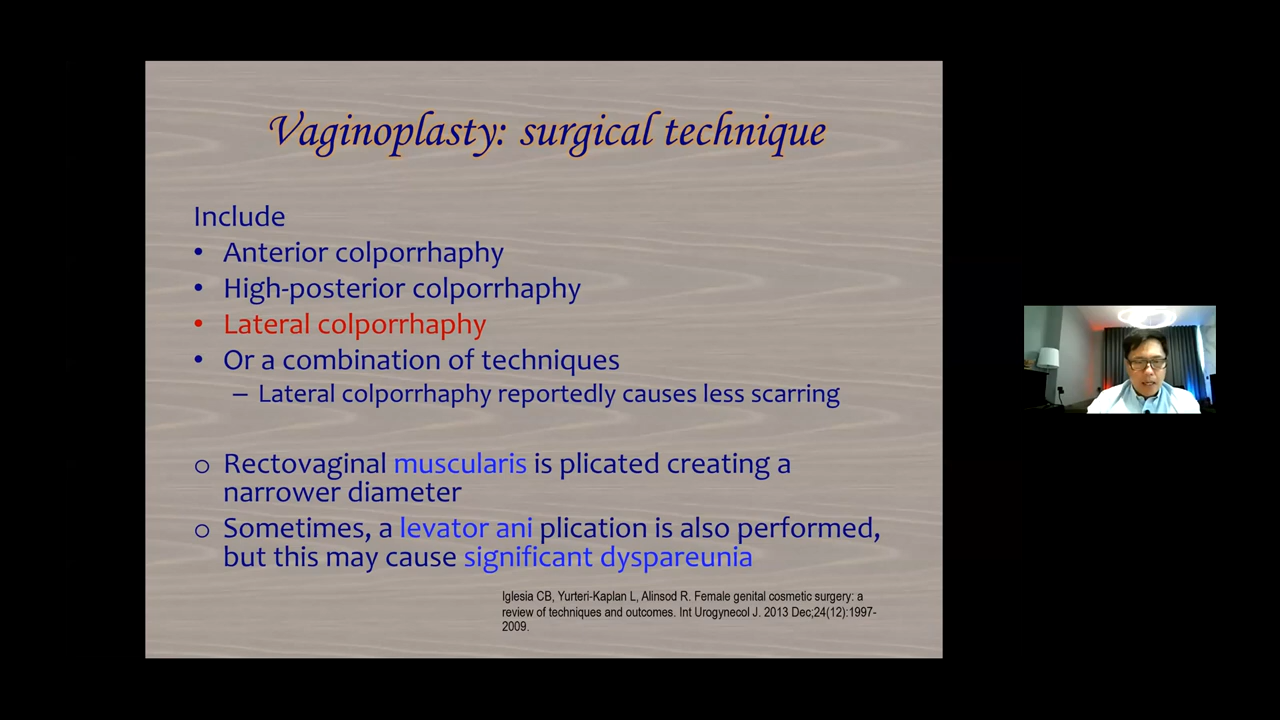 Vaginoplasty: surgical technique
Include
• Anterior colporrhaphy
• High-posterior colporrhaphy
• Lateral colporrhaphy
• Or a combination of techniques
– Lateral colporrhaphy reportedly causes less scarring
o Rectovaginal muscularis is plicated creating a
narrower diameter
o Sometimes, a levator ani plication is also performed,
but this may cause significant dyspareunia
Iglesia CB, Yurteri-Kaplan L, Alinsod R. Female genital cosmetic surgery: a
review of techniques and outcomes. Int Urogynecol J. 2013 Dec;24(12):1997-
2009.